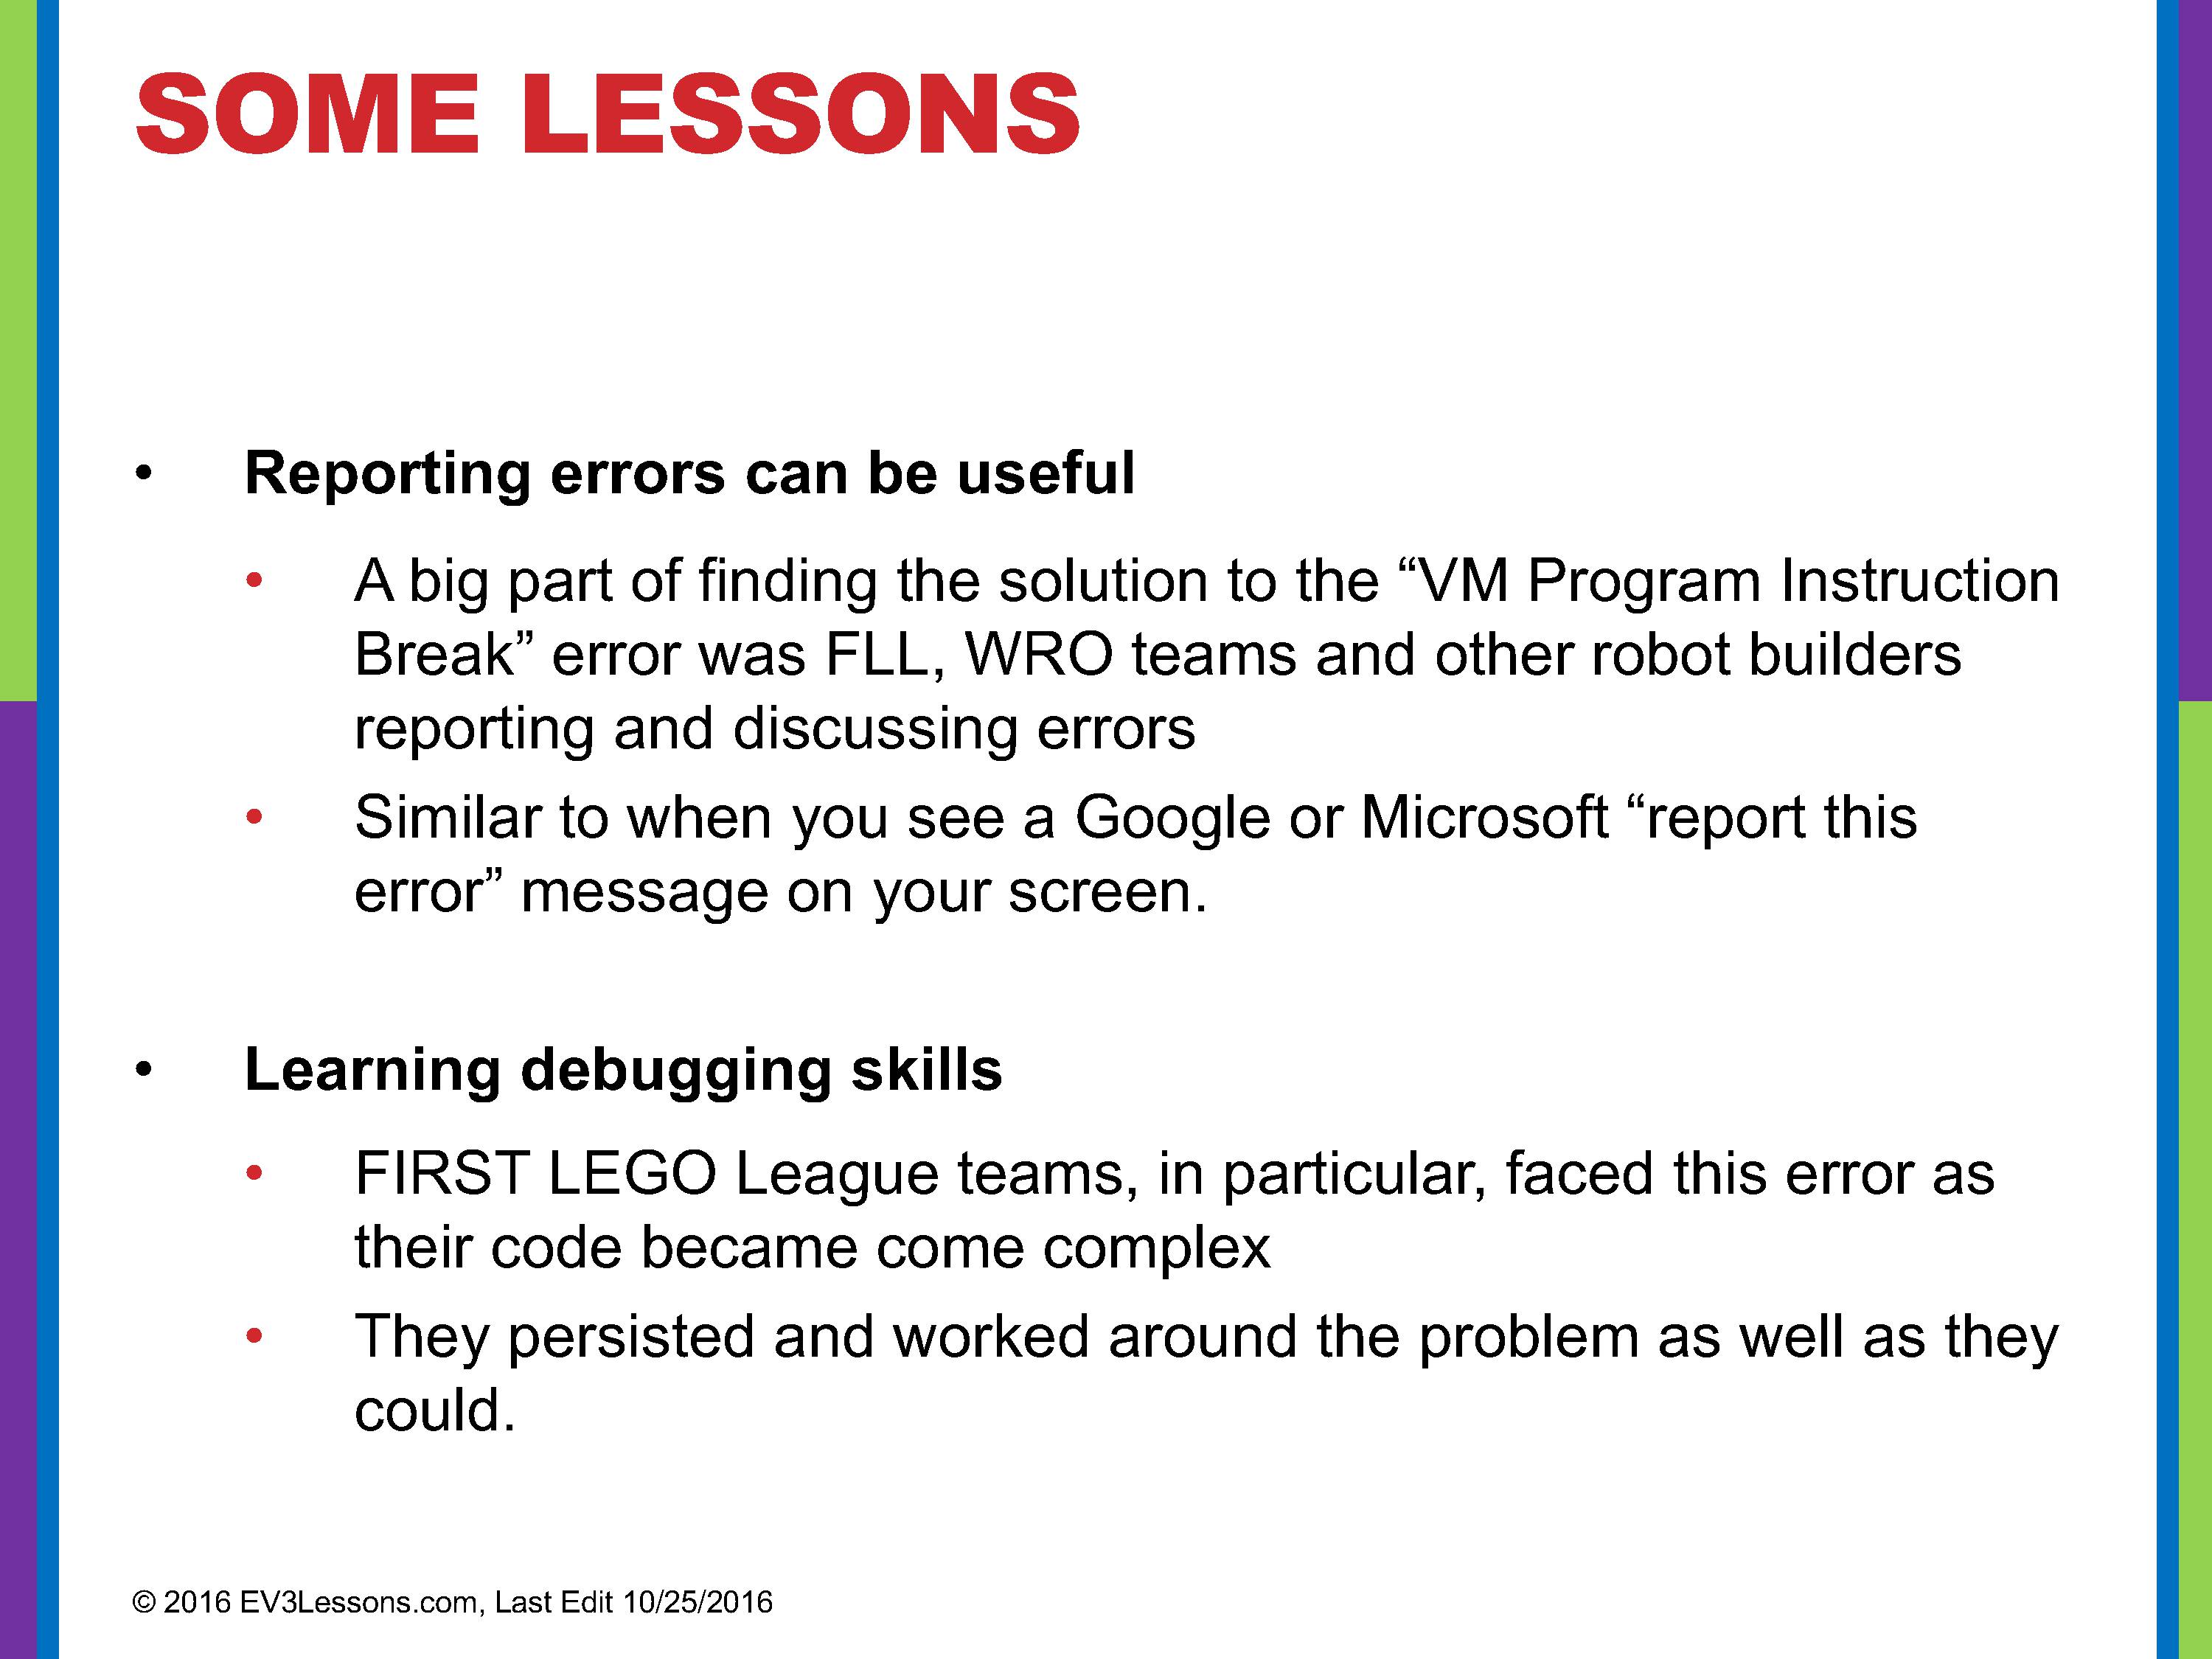 SOME LESSONS
• Reporting errors can be useful
• A big part of finding the solution to the “VM Program Instruction
Break” error was FLL, WRO teams and other robot builders
reporting and discussing errors
• Similar to when you see a Google or Microsoft “report this
error” message on your screen.
• Learning debugging skills
• FIRST LEGO League teams, in particular, faced this error as
their code became come complex
• They persisted and worked around the problem as well as they
could.
© 2016 EV3Lessons.com, Last Edit 10/25/2016